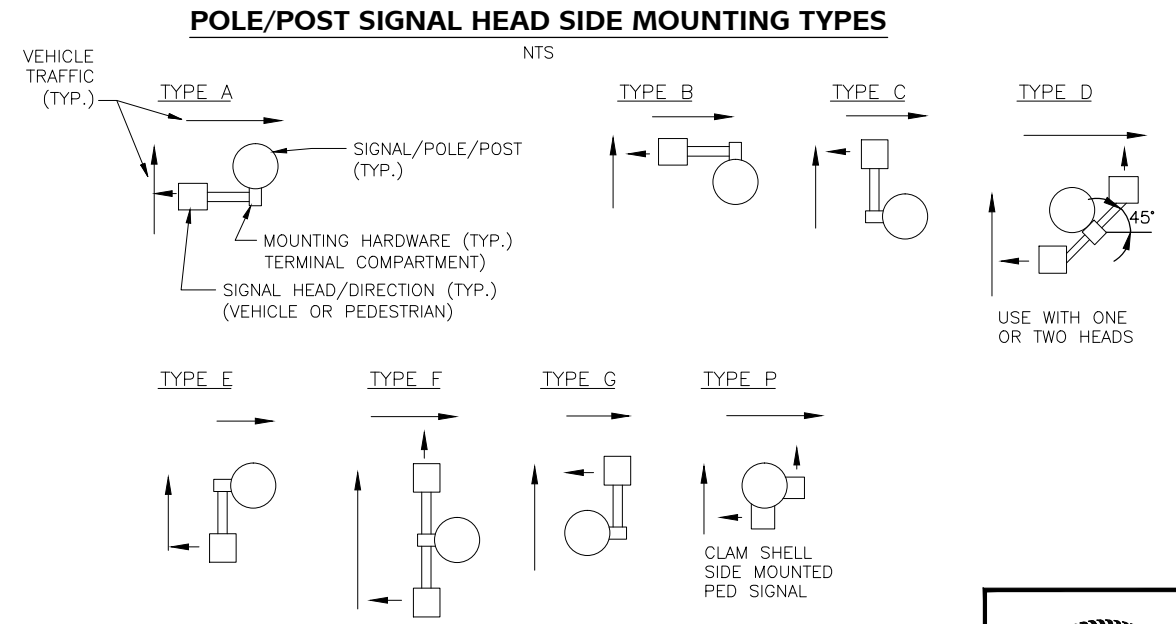 POLE/POST SIGNAL HEAD SIDE MOUNTING TYPES
NTS
VEHICLE
TRAFFIC
(TYP.)
TYPE A
SIGNAL/POLE/POST
(TYP.)
MOUNTING HARDWARE (TYP.)
TERMINAL COMPARTMENT)
SIGNAL HEAD/DIRECTION (TYP.)
(VEHICLE OR PEDESTRIAN)
TYPE B
TYPE C
TYPE D
45°
USE WITH ONE
OR TWO HEADS
TYPE E
TYPE F
TYPE G
TYPE P
CLAM SHELL
SIDE MOUNTED
PED SIGNAL